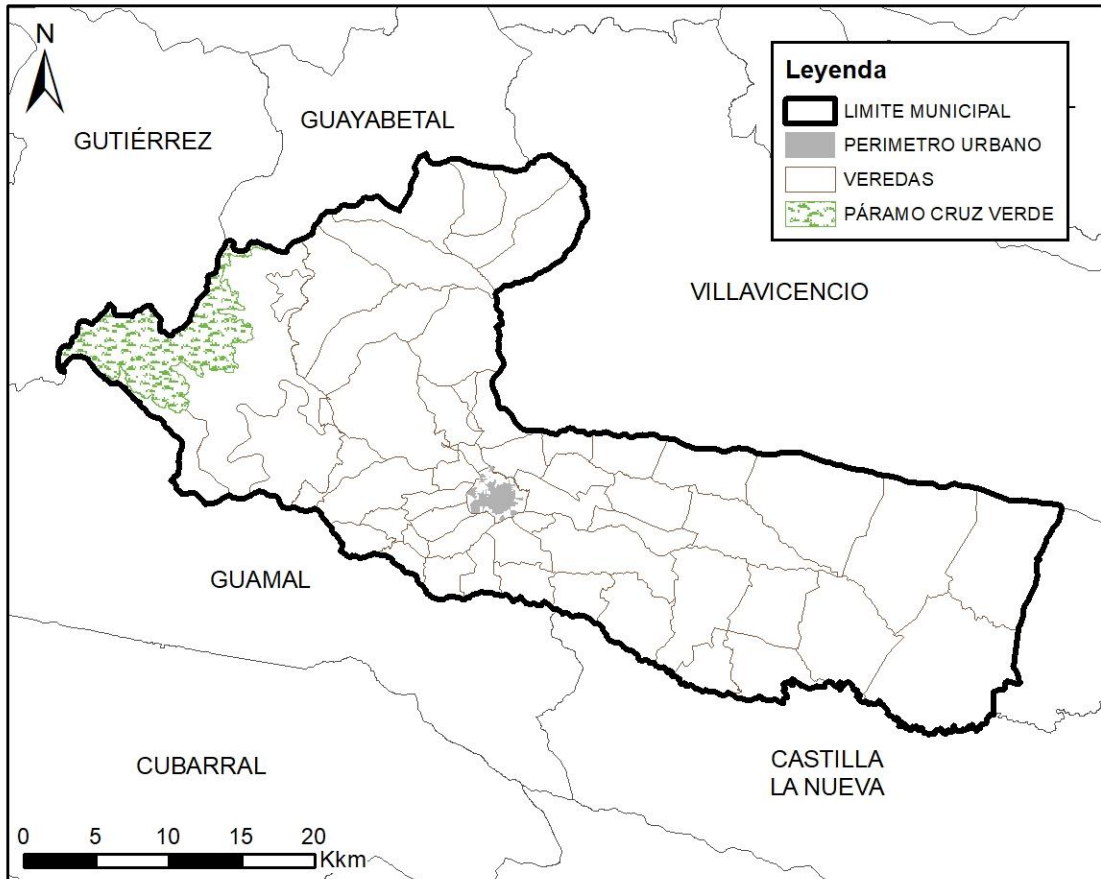 N
GUTIÉRREZ
GUAYABETAL
Leyenda
LIMITE MUNICIPAL
PERIMETRO URBANO
VEREDAS
PÁRAMO CRUZ VERDE
VILLAVICENCIO
GUAMAL
CUBARRAL
CASTILLA
LA NUEVA
0 5 10 15 20
Kkm